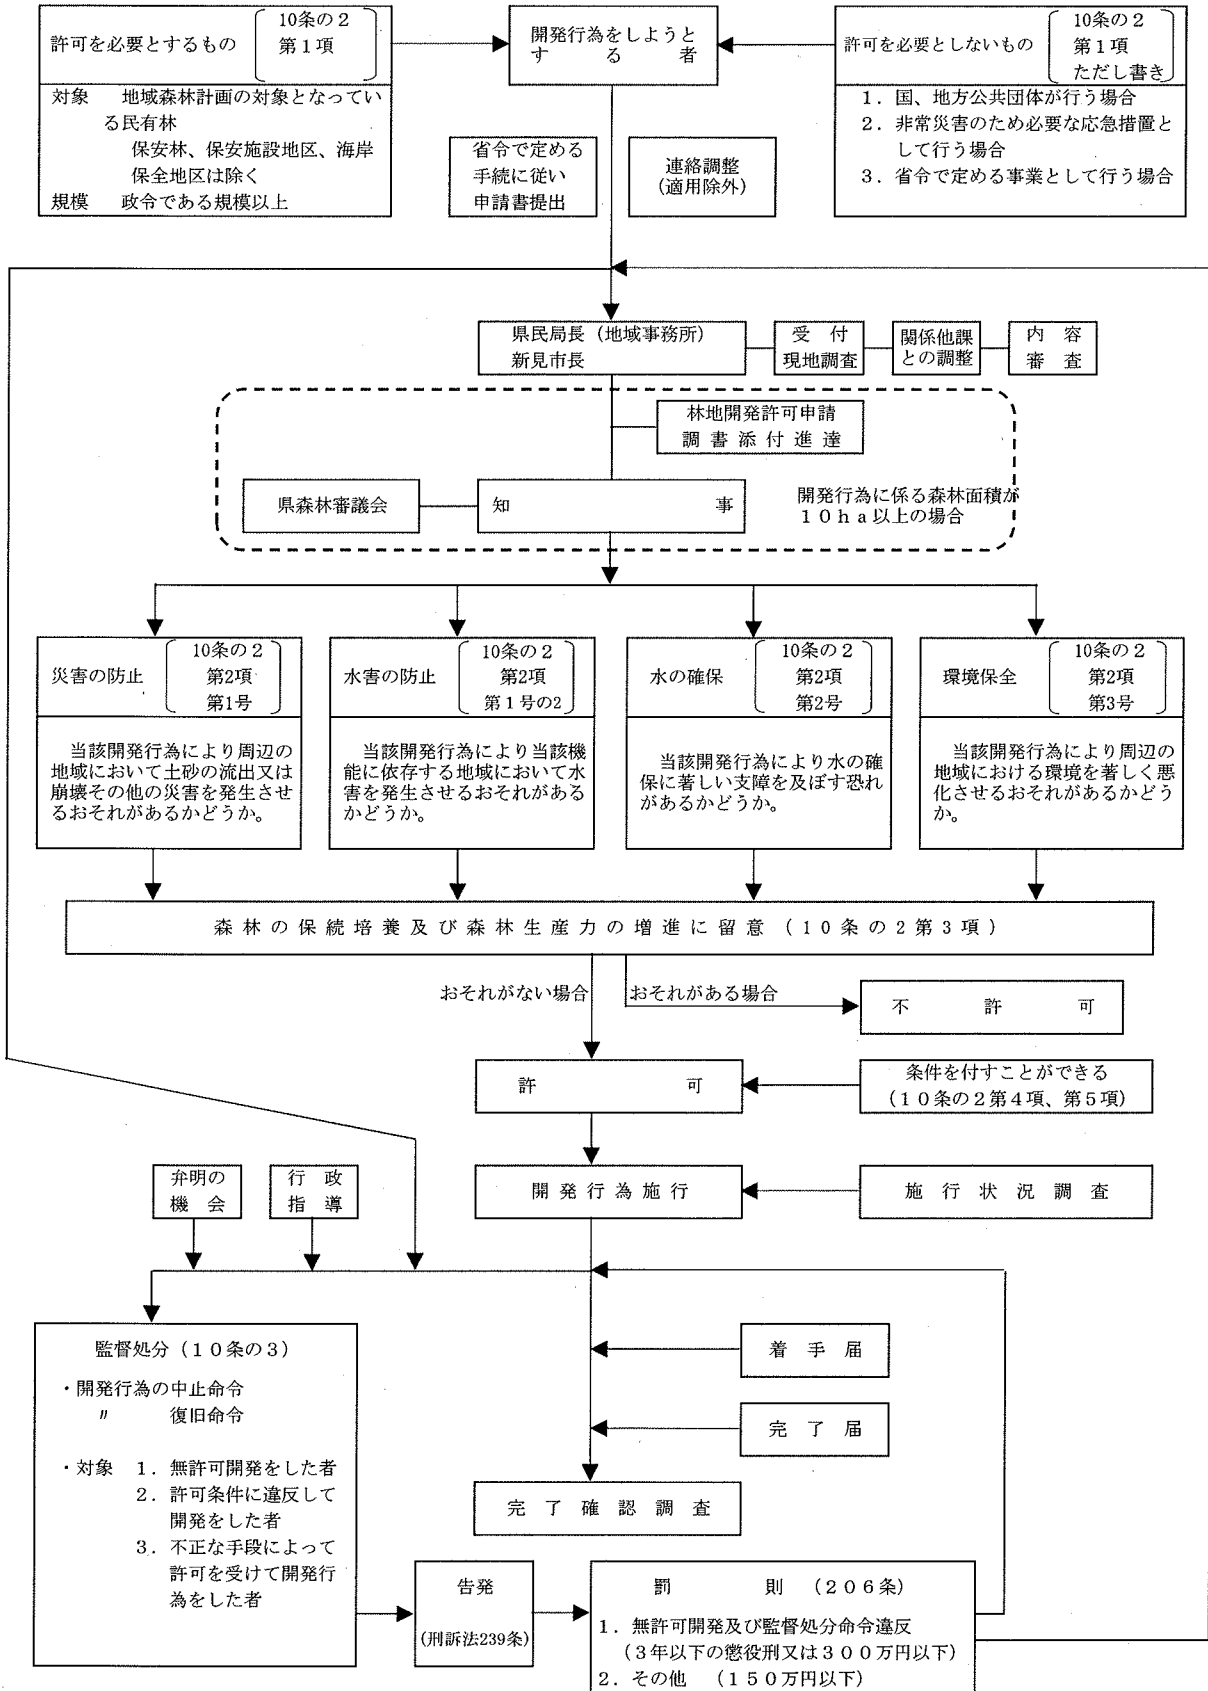 許可を必要とするもの
10条の2
第1項
対象　地域森林計画の対象となってい
る民有林
保安林、保安施設地区、海岸
保全地区は除く
規模　政令である規模以上
開発行為をしようと
する者
許可を必要としないもの
10条の2
第1項
ただし書き
1．国、地方公共団体が行う場合
2．非常災害のため必要な応急措置と
して行う場合
3．省令で定める事業として行う場合
省令で定める
手続に従い
申請書提出
連絡調整
(適用除外)
県民局長（地域事務所）
新見市長
受付
現地調査
関係他課
との調整
内容
審査
林地開発許可申請
調書添付進達
県森林審議会
知事
開発行為に係る森林面積が
１０ｈａ以上の場合
災害の防止
10条の2
第2項
第1号
当該開発行為により周辺の
地域において土砂の流出又は
崩壊その他の災害を発生させ
るおそれがあるかどうか。
水害の防止
10条の2
第2項
第１号の2
当該開発行為により当該機
能に依存する地域において水
害を発生させるおそれがある
かどうか。
水の確保
10条の2
第2項
第2号
当該開発行為により水の確
保に著しい支障を及ぼす恐れ
があるかどうか。
環境保全
10条の2
第2項
第3号
当該開発行為により周辺の
地域における環境を著しく悪
化させるおそれがあるかどう
か。
森林の保続培養及び森林生産力の増進に留意（10条の2第3項）
おそれがない場合
おそれがある場合
不許可
許可
条件を付すことができる
（１０条の２第４項、第５項）
弁明の
機会
行政
指導
開発行為施行
施行状況調査
監督処分（１０条の３）
・開発行為の中止命令
〃　復旧命令
・対象　1．無許可開発をした者
2．許可条件に違反して
開発をした者
3．不正な手段によって
許可を受けて開発行
為をした者
着手届
完了届
完了確認調査
告発
(刑訴法239条)
罰則　（２０６条）
1．無許可開発及び監督処分命令違反
（３年以下の懲役刑又は３００万円以下）
2．その他　（１５０万円以下）